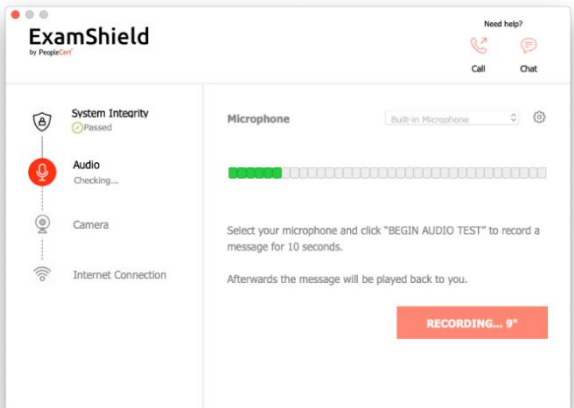 ExamShield
by PeopleCert
Need help?
Call
Chat
System Integrity
Passed
Audio
Checking...
Camera
Internet Connection
Microphone
Built-in Microphone
Select your microphone and click "BEGIN AUDIO TEST" to record a
message for 10 seconds.
Afterwards the message will be played back to you.
RECORDING... 9"